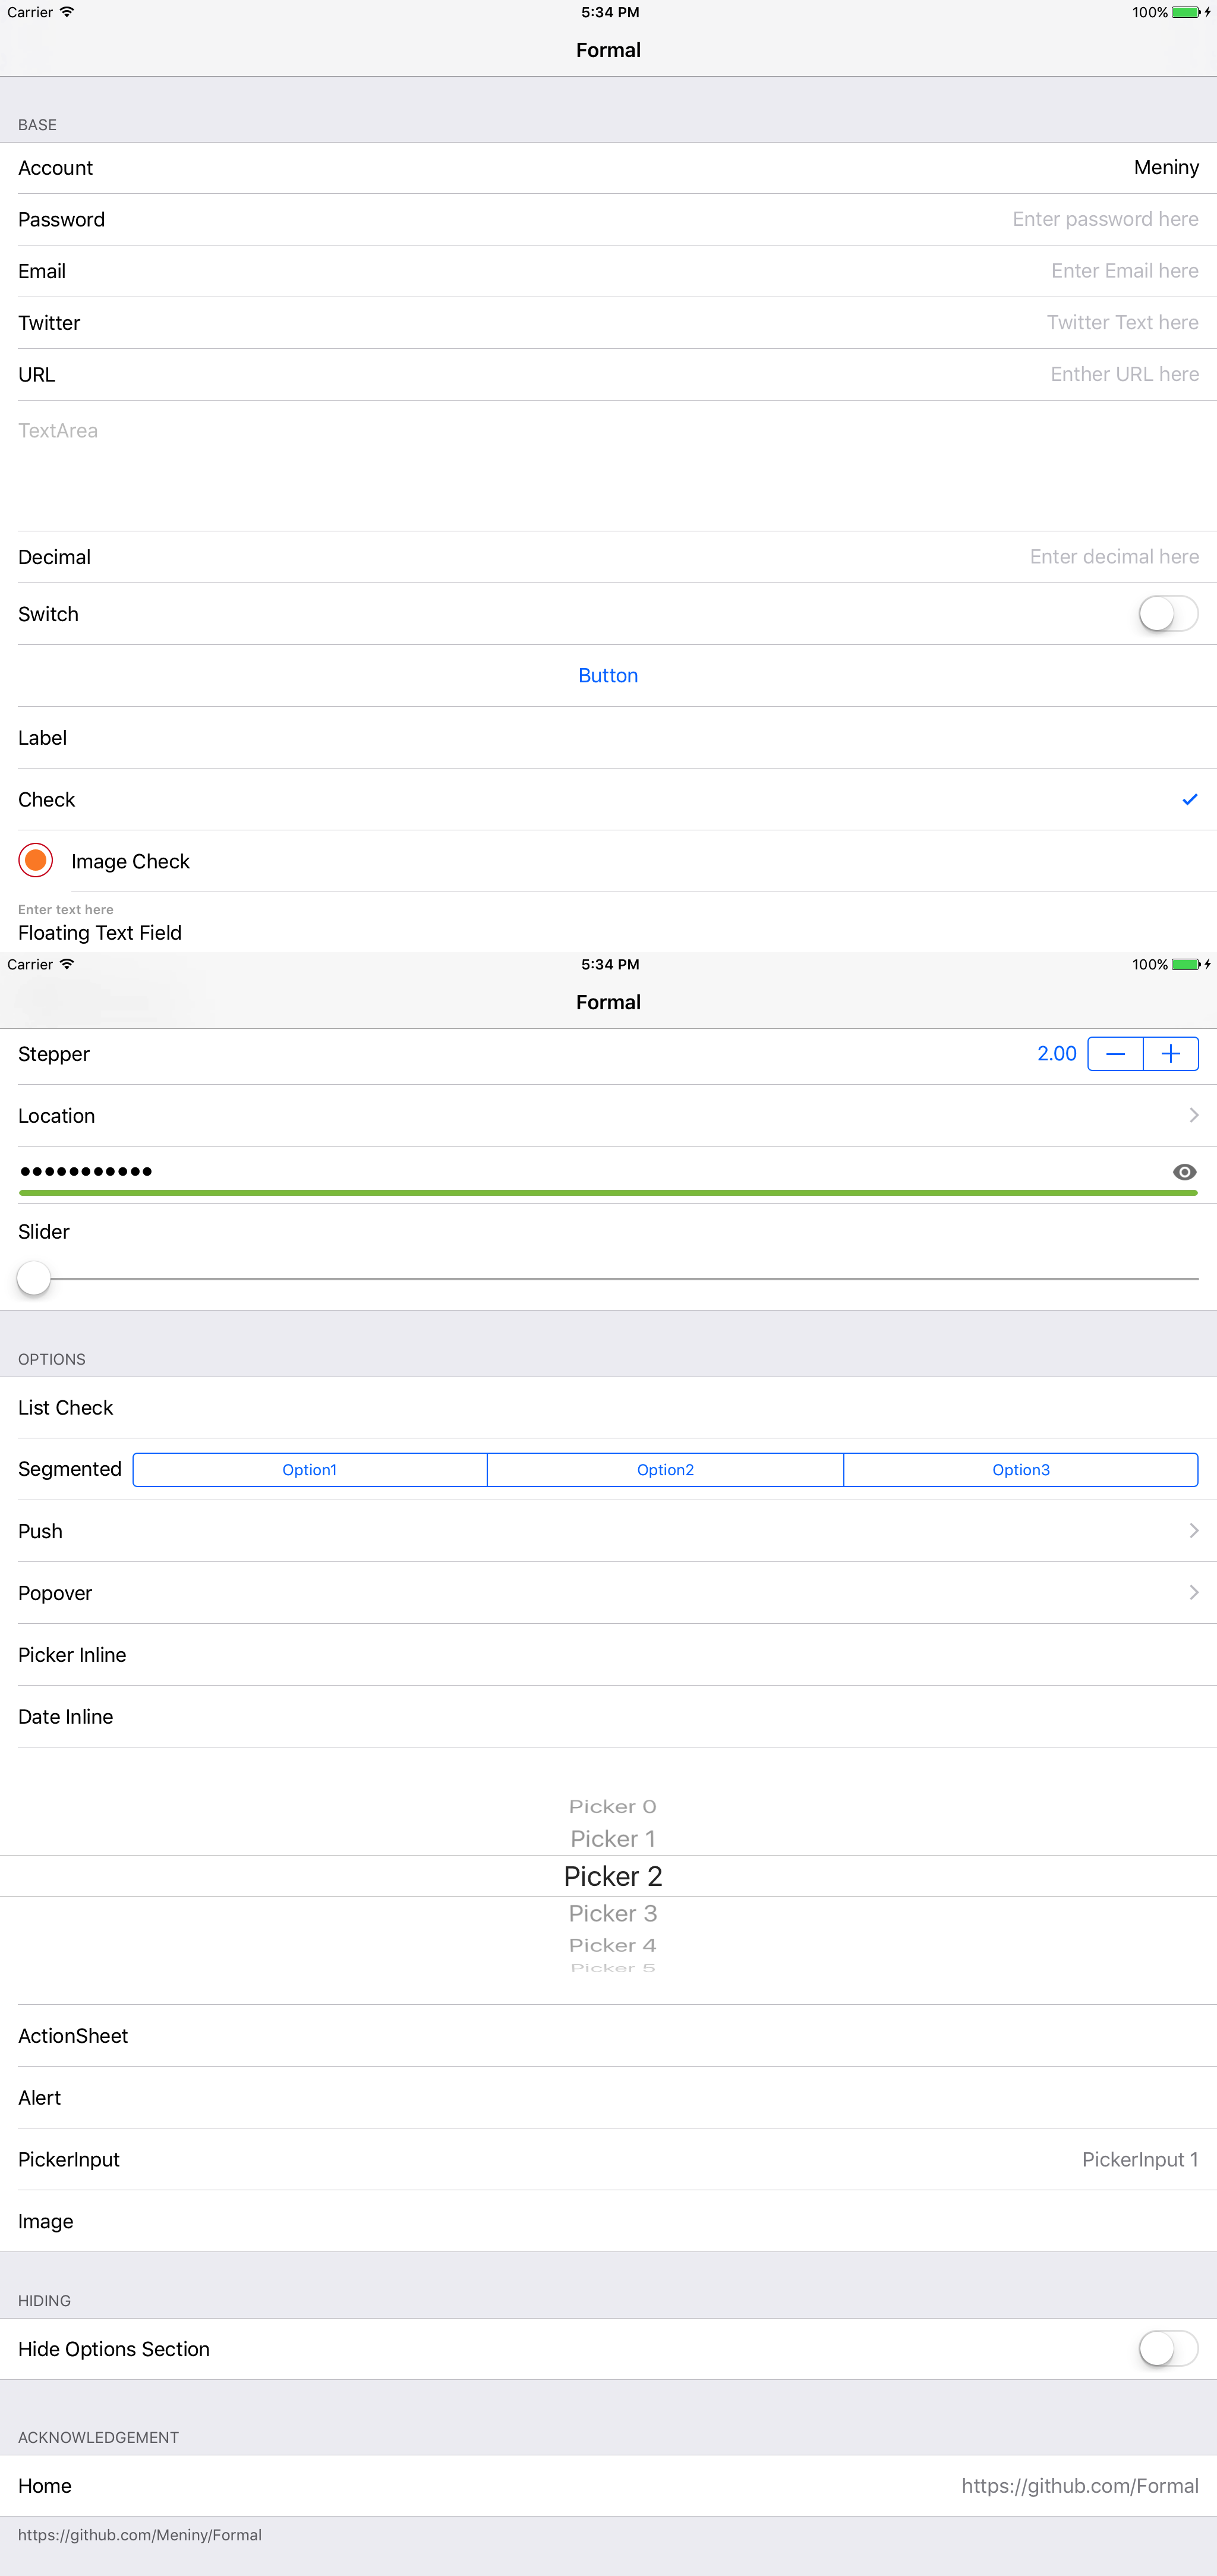 Carrier 5:34 PM 100%
Formal
BASE
Account Meniny
Password Enter password here
Email Enter Email here
Twitter Twitter Text here
URL Enther URL here
TextArea
Decimal Enter decimal here
Switch
Button
Label
Check
Image Check
Enter text here
Floating Text Field
Carrier 5:34 PM 100%
Formal
Stepper 2.00
Location
Slider
OPTIONS
List Check
Segmented Option1 Option2 Option3
Push
Popover
Picker Inline
Date Inline
Picker 0
Picker 1
Picker 2
Picker 3
Picker 4
Picker 5
ActionSheet
Alert
PickerInput PickerInput 1
Image
HIDING
Hide Options Section
ACKNOWLEDGEMENT
Home https://github.com/Formal
https://github.com/Meniny/Formal